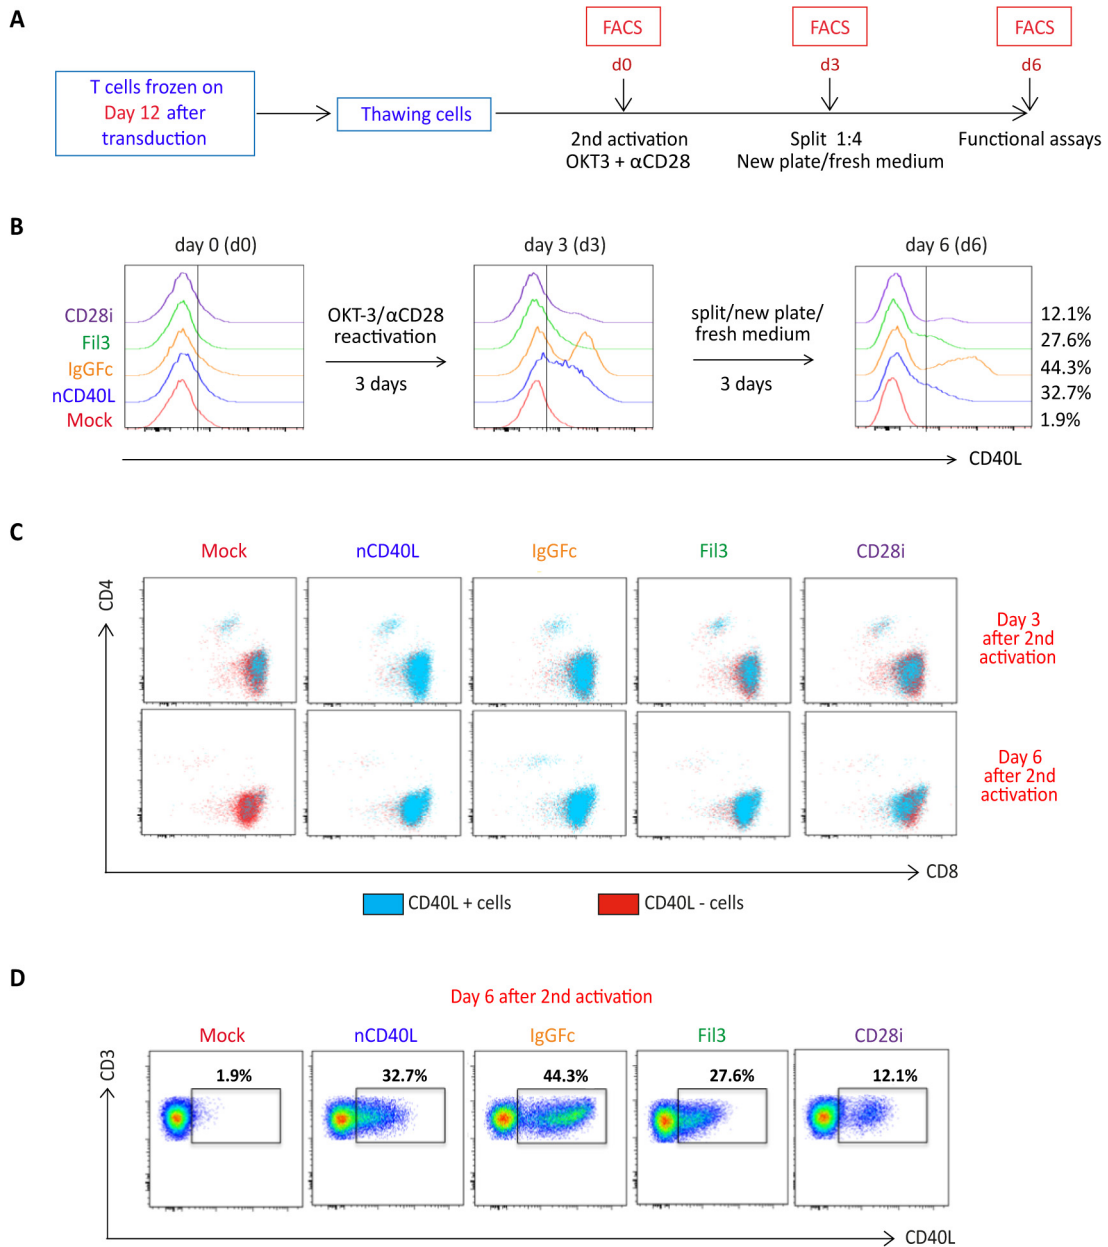 A
FACS
FACS
FACS
d0
d3
d6
T cells frozen on
Day 12 after
transduction
Thawing cells
2nd activation
OKT3 + αCD28
Split 1:4
New plate/fresh medium
Functional assays
B
day 0 (d0)
day 3 (d3)
day 6 (d6)
CD28i
Fil3
IgGFc
nCD40L
Mock
OKT-3/αCD28
reactivation
3 days
split/new plate/
fresh medium
3 days
12.1%
27.6%
44.3%
32.7%
1.9%
CD40L
C
Mock
nCD40L
IgGFc
Fil3
CD28i
CD4
Day 3
after 2nd
activation
Day 6
after 2nd
activation
CD8
CD40L + cells
CD40L - cells
D
Day 6 after 2nd activation
Mock
nCD40L
IgGFc
Fil3
CD28i
CD3
1.9%
32.7%
44.3%
27.6%
12.1%
CD40L